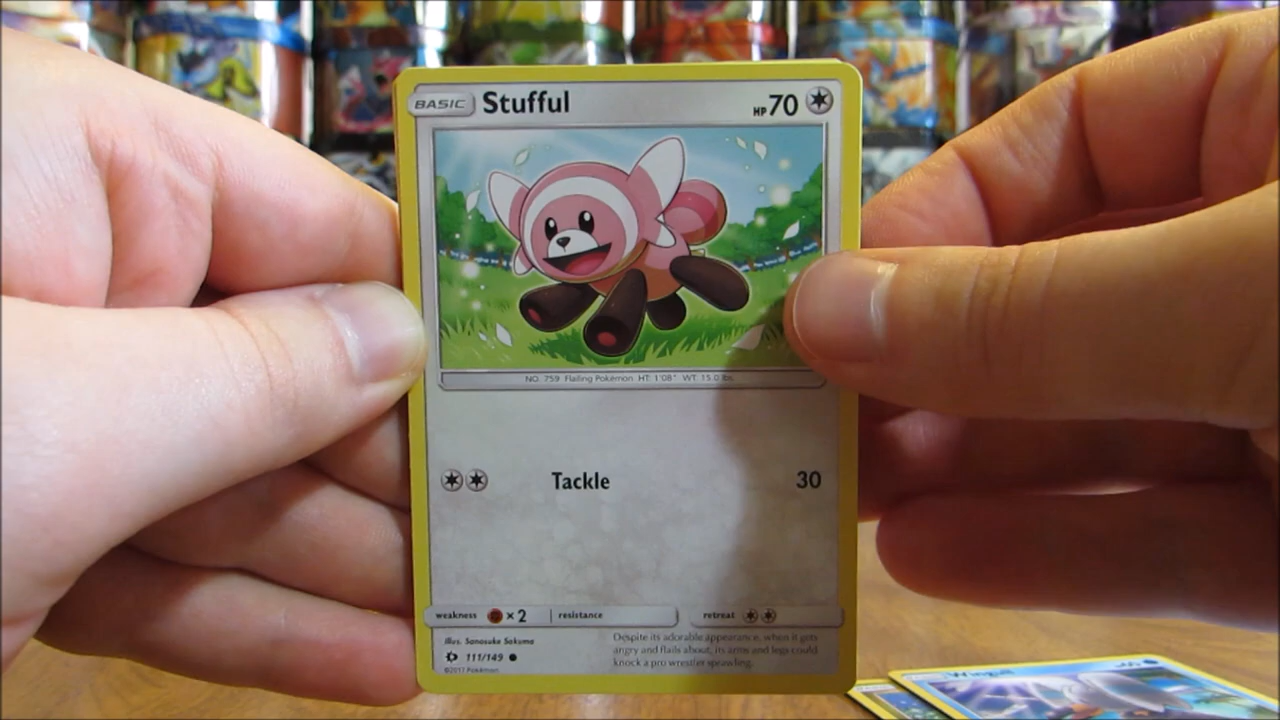 BASIC Stufful HP 70
NO. 759 Flailing Pokémon HT: 1'08" WT: 15.0 lbs.
Tackle 30
weakness ×2 resistance retreat
Illus. Sanosuke Sakuma
111/149
©2017 Pokémon
Despite its adorable appearance, when it gets
angry and flails about, its arms and legs could
knock a pro wrestler sprawling.
Wingull